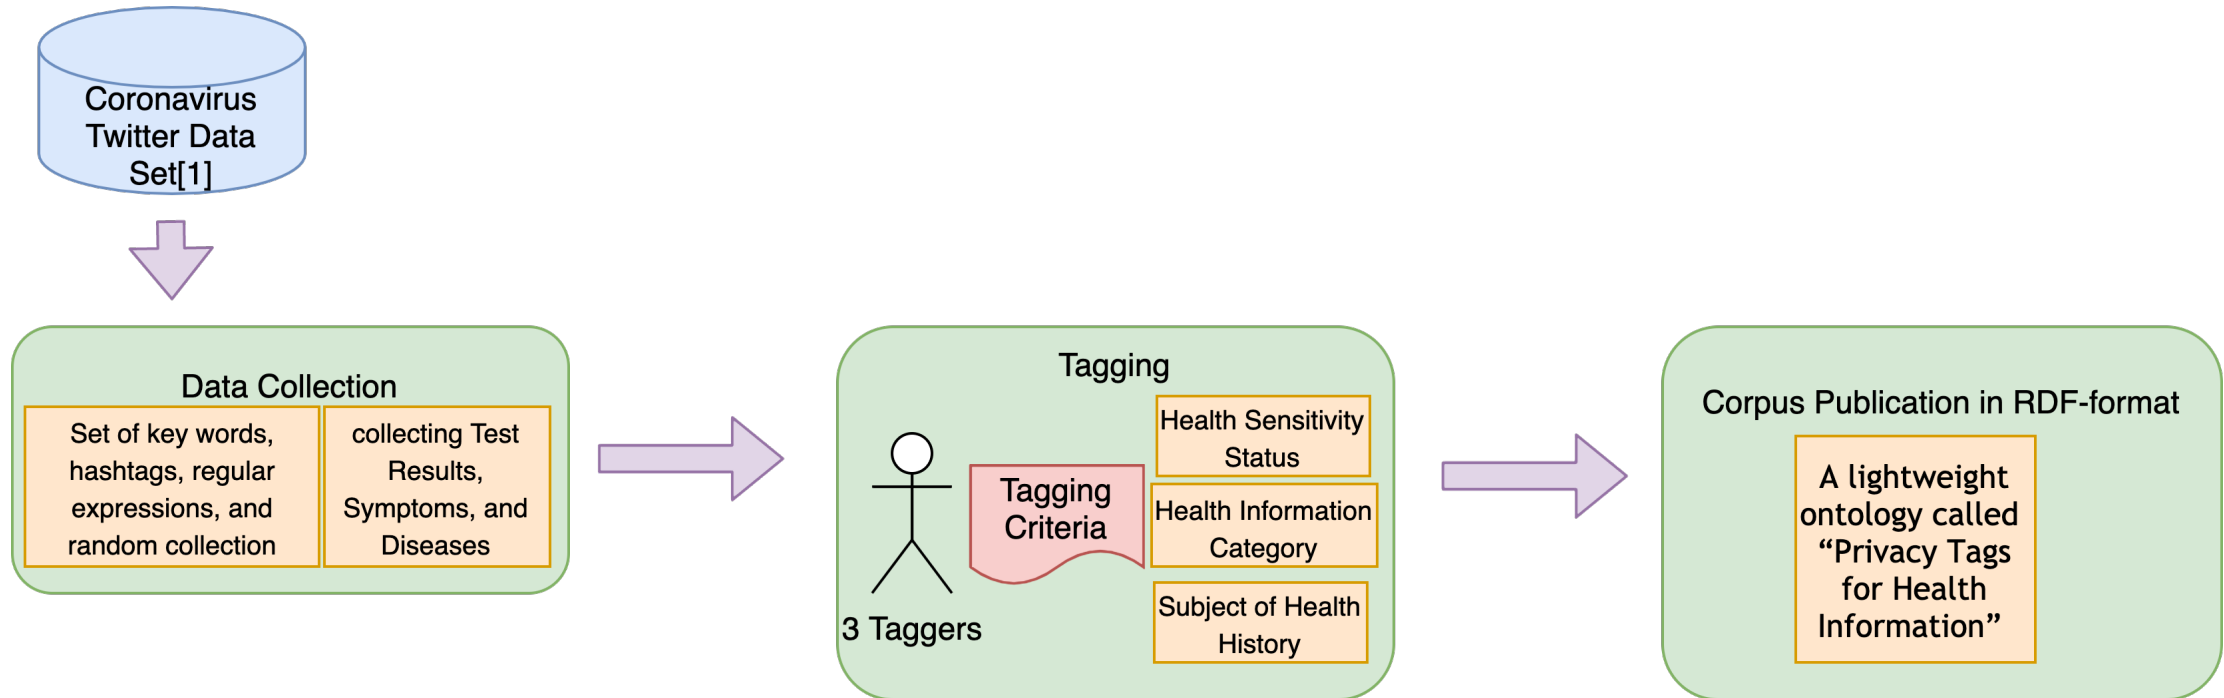 Coronavirus
Twitter Data
Set[1]
Data Collection
Set of key words,
hashtags, regular
expressions, and
random collection
collecting Test
Results,
Symptoms, and
Diseases
Tagging
3 Taggers
Tagging
Criteria
Health Sensitivity
Status
Health Information
Category
Subject of Health
History
Corpus Publication in RDF-format
A lightweight
ontology called
“Privacy Tags
for Health
Information”